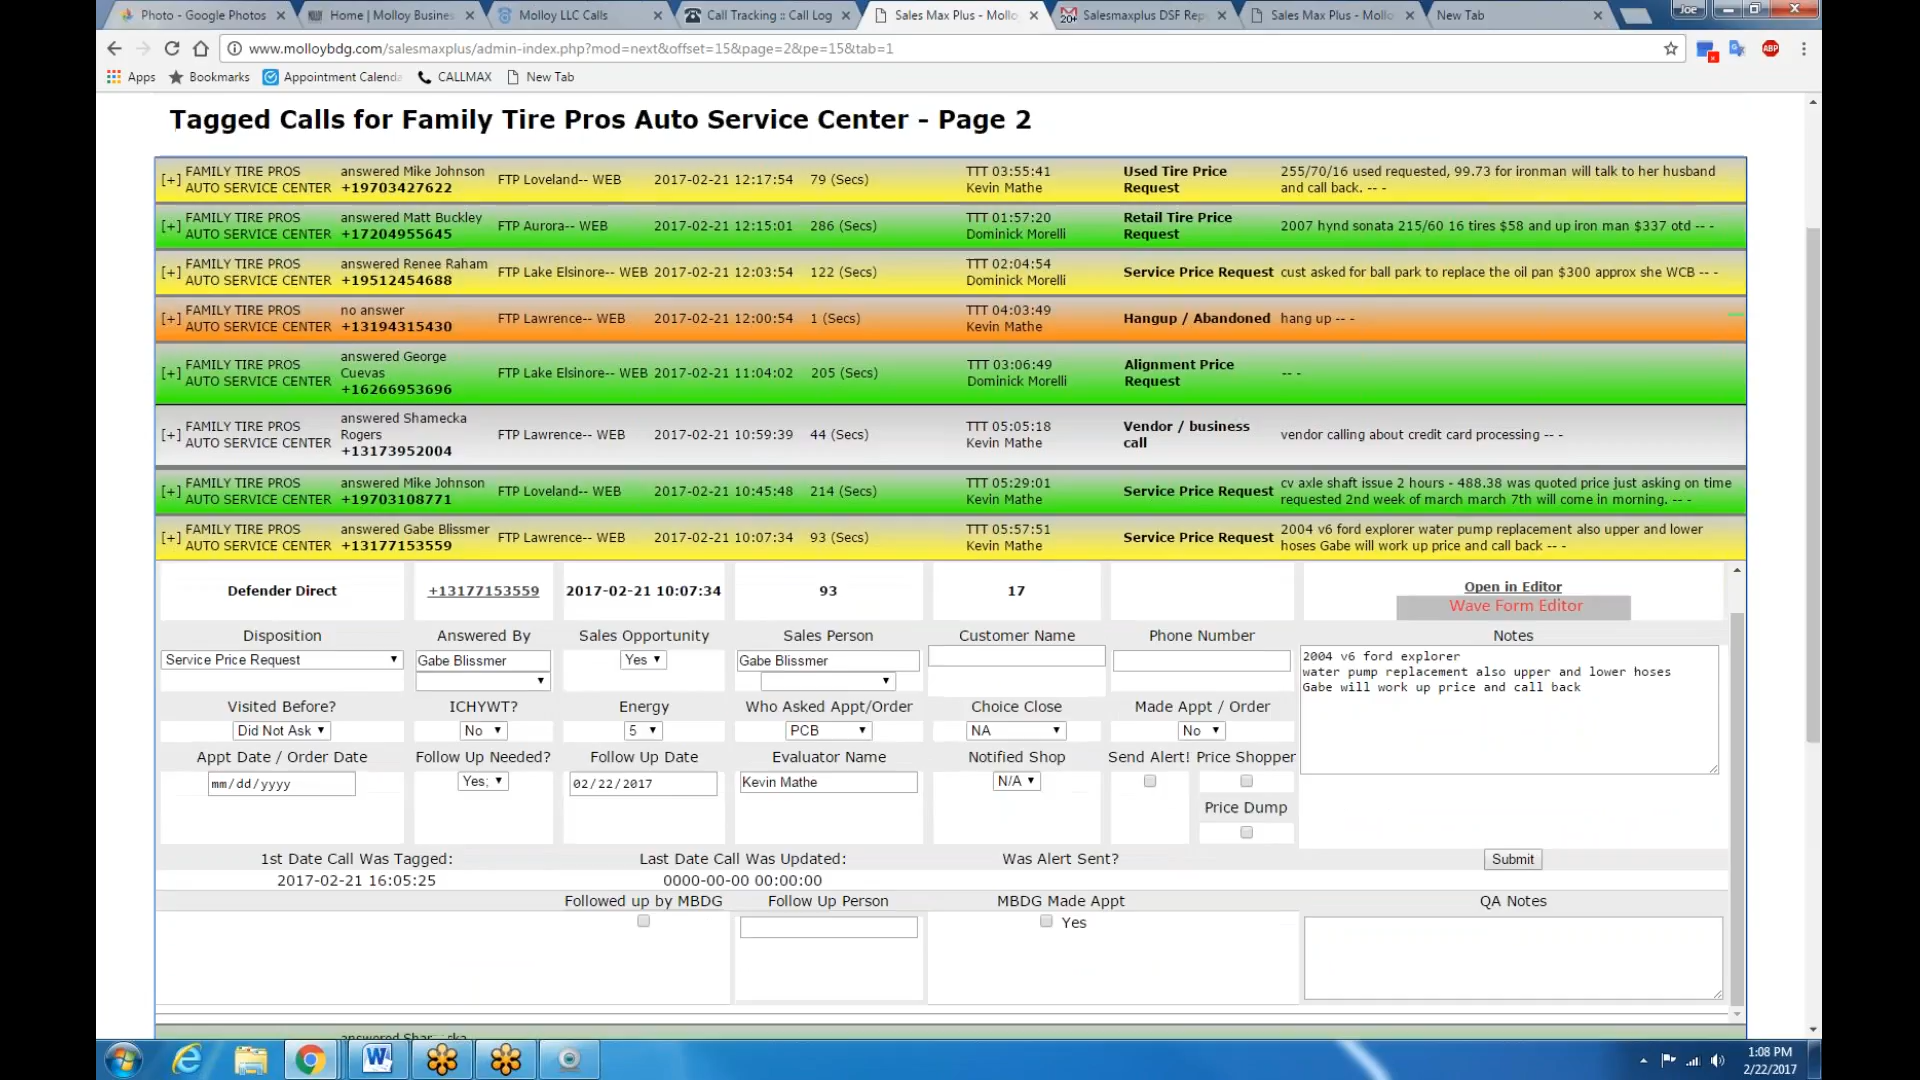 Photo - Google Photos
Home | Molloy Busines
Molloy LLC Calls
Call Tracking :: Call Log
Sales Max Plus - Mollo
Salesmaxplus DSF Rep
Sales Max Plus - Mollo
New Tab
Joe
www.molloybdg.com/salesmaxplus/admin-index.php?mod=next&offset=15&page=2&pe=15&tab=1
ABP
Apps
Bookmarks
Appointment Calenda
CALLMAX
New Tab
Tagged Calls for Family Tire Pros Auto Service Center - Page 2
[+] FAMILY TIRE PROS AUTO SERVICE CENTER answered Mike Johnson +19703427622 FTP Loveland-- WEB 2017-02-21 12:17:54 79 (Secs) TTT 03:55:41 Kevin Mathe Used Tire Price Request 255/70/16 used requested, 99.73 for ironman will talk to her husband and call back. -- -
[+] FAMILY TIRE PROS AUTO SERVICE CENTER answered Matt Buckley +17204955645 FTP Aurora-- WEB 2017-02-21 12:15:01 286 (Secs) TTT 01:57:20 Dominick Morelli Retail Tire Price Request 2007 hynd sonata 215/60 16 tires $58 and up iron man $337 otd -- -
[+] FAMILY TIRE PROS AUTO SERVICE CENTER answered Renee Raham +19512454688 FTP Lake Elsinore-- WEB 2017-02-21 12:03:54 122 (Secs) TTT 02:04:54 Dominick Morelli Service Price Request cust asked for ball park to replace the oil pan $300 approx she WCB -- -
[+] FAMILY TIRE PROS AUTO SERVICE CENTER no answer +13194315430 FTP Lawrence-- WEB 2017-02-21 12:00:54 1 (Secs) TTT 04:03:49 Kevin Mathe Hangup / Abandoned hang up -- -
[+] FAMILY TIRE PROS AUTO SERVICE CENTER answered George Cuevas +16266953696 FTP Lake Elsinore-- WEB 2017-02-21 11:04:02 205 (Secs) TTT 03:06:49 Dominick Morelli Alignment Price Request -- -
[+] FAMILY TIRE PROS AUTO SERVICE CENTER answered Shamecka Rogers +13173952004 FTP Lawrence-- WEB 2017-02-21 10:59:39 44 (Secs) TTT 05:05:18 Kevin Mathe Vendor / business call vendor calling about credit card processing -- -
[+] FAMILY TIRE PROS AUTO SERVICE CENTER answered Mike Johnson +19703108771 FTP Loveland-- WEB 2017-02-21 10:45:48 214 (Secs) TTT 05:29:01 Kevin Mathe Service Price Request cv axle shaft issue 2 hours - 488.38 was quoted price just asking on time requested 2nd week of march march 7th will come in morning. -- -
[+] FAMILY TIRE PROS AUTO SERVICE CENTER answered Gabe Blissmer +13177153559 FTP Lawrence-- WEB 2017-02-21 10:07:34 93 (Secs) TTT 05:57:51 Kevin Mathe Service Price Request 2004 v6 ford explorer water pump replacement also upper and lower hoses Gabe will work up price and call back -- -
Defender Direct +13177153559 2017-02-21 10:07:34 93 17 Open in Editor
Wave Form Editor
Disposition Answered By Sales Opportunity Sales Person Customer Name Phone Number Notes
Service Price Request Gabe Blissmer Yes Gabe Blissmer
2004 v6 ford explorer
water pump replacement also upper and lower hoses
Gabe will work up price and call back
Visited Before? ICHYWT? Energy Who Asked Appt/Order Choice Close Made Appt / Order
Did Not Ask No 5 PCB NA No
Appt Date / Order Date Follow Up Needed? Follow Up Date Evaluator Name Notified Shop Send Alert! Price Shopper
mm/dd/yyyy Yes; 02/22/2017 Kevin Mathe N/A
Price Dump
1st Date Call Was Tagged: Last Date Call Was Updated: Was Alert Sent? Submit
2017-02-21 16:05:25 0000-00-00 00:00:00
Followed up by MBDG Follow Up Person MBDG Made Appt QA Notes
Yes
1:08 PM
2/22/2017